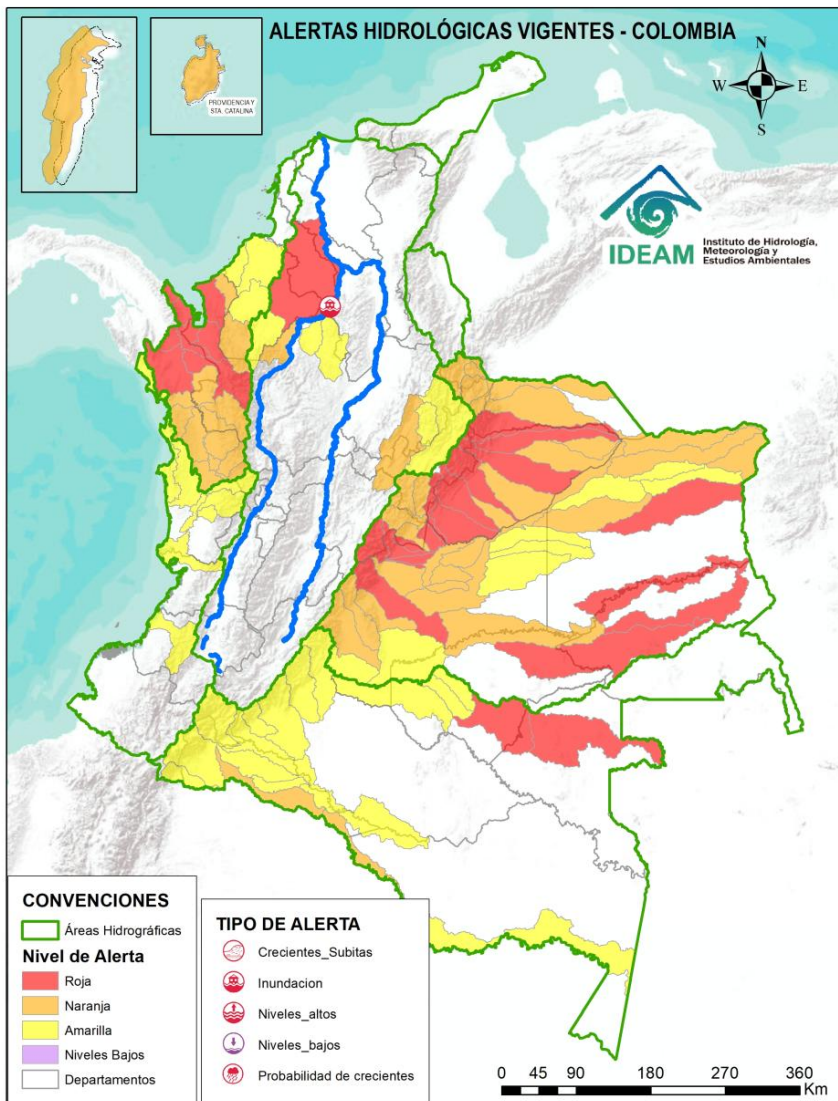 ALERTAS HIDROLÓGICAS VIGENTES - COLOMBIA
PROVIDENCIA Y
STA. CATALINA
N
W
E
S
IDEAM
Instituto de Hidrología,
Meteorología y
Estudios Ambientales
CONVENCIONES
Áreas Hidrográficas
Nivel de Alerta
Roja
Naranja
Amarilla
Niveles Bajos
Departamentos
TIPO DE ALERTA
Crecientes_Subitas
Inundacion
Niveles_altos
Niveles_bajos
Probabilidad de crecientes
0 45 90 180 270 360
Km